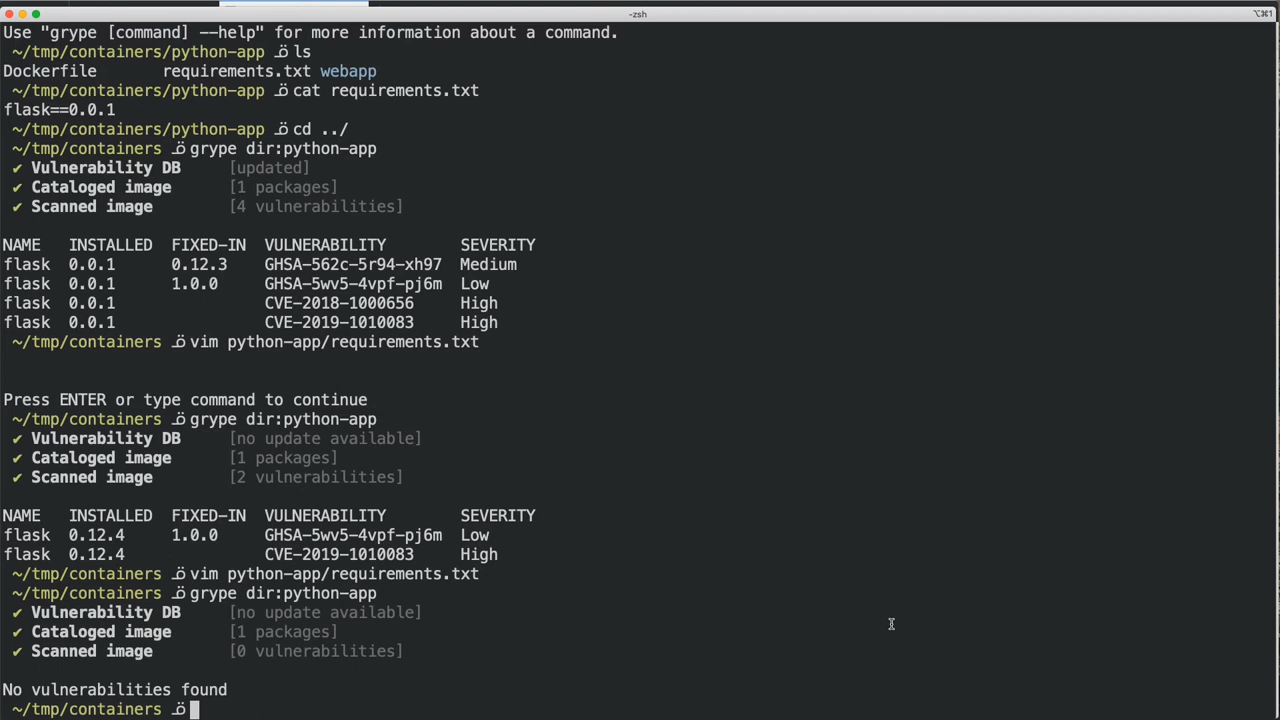 -zsh
⌥⌘1
Use "grype [command] --help" for more information about a command.
~/tmp/containers/python-app ls
Dockerfile requirements.txt webapp
~/tmp/containers/python-app cat requirements.txt
flask==0.0.1
~/tmp/containers/python-app cd ../
~/tmp/containers grype dir:python-app
✔ Vulnerability DB [updated]
✔ Cataloged image [1 packages]
✔ Scanned image [4 vulnerabilities]
NAME INSTALLED FIXED-IN VULNERABILITY SEVERITY
flask 0.0.1 0.12.3 GHSA-562c-5r94-xh97 Medium
flask 0.0.1 1.0.0 GHSA-5wv5-4vpf-pj6m Low
flask 0.0.1 CVE-2018-1000656 High
flask 0.0.1 CVE-2019-1010083 High
~/tmp/containers vim python-app/requirements.txt
Press ENTER or type command to continue
~/tmp/containers grype dir:python-app
✔ Vulnerability DB [no update available]
✔ Cataloged image [1 packages]
✔ Scanned image [2 vulnerabilities]
NAME INSTALLED FIXED-IN VULNERABILITY SEVERITY
flask 0.12.4 1.0.0 GHSA-5wv5-4vpf-pj6m Low
flask 0.12.4 CVE-2019-1010083 High
~/tmp/containers vim python-app/requirements.txt
~/tmp/containers grype dir:python-app
✔ Vulnerability DB [no update available]
✔ Cataloged image [1 packages]
✔ Scanned image [0 vulnerabilities]
No vulnerabilities found
~/tmp/containers